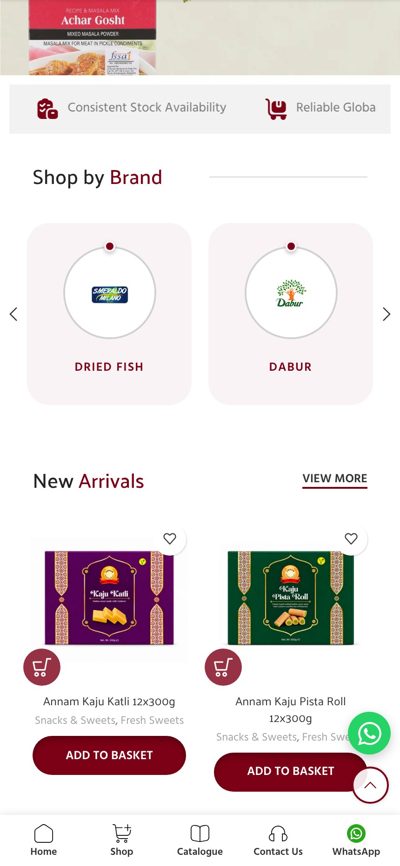 RECIPE & MASALA MIX
Achar Gosht
MIXED MASALA POWDER
MASALA MIX FOR MEAT IN PICKLE CONDIMENTS
fssai
Consistent Stock Availability
Reliable Globa
Shop by Brand
SMERALDO
MILANO
Dabur
DRIED FISH
DABUR
New Arrivals
VIEW MORE
Kaju Katli
Kaju
Pista Roll
Annam Kaju Katli 12x300g
Snacks & Sweets, Fresh Sweets
ADD TO BASKET
Annam Kaju Pista Roll
12x300g
Snacks & Sweets, Fresh Swee
ADD TO BASKET
Home
Shop
Catalogue
Contact Us
WhatsApp